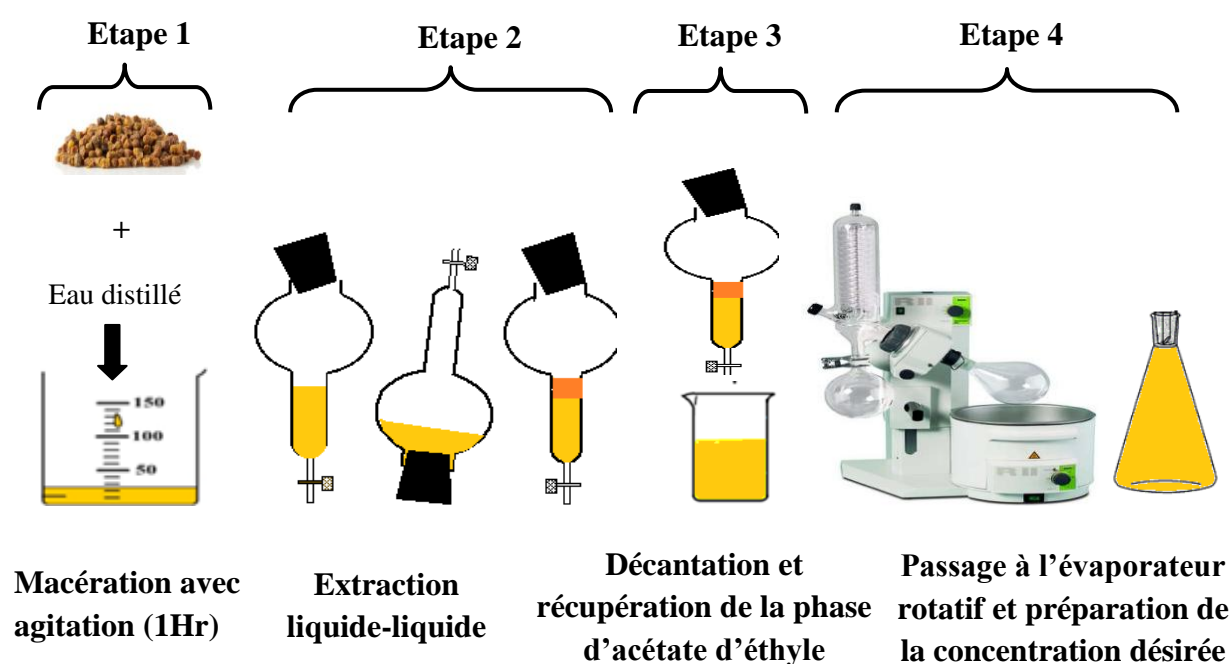 Etape 1
Etape 2
Etape 3
Etape 4
+
Eau distillé
150
100
50
Macération avec
agitation (1Hr)
Extraction
liquide-liquide
Décantation et
récupération de la phase
d’acétate d’éthyle
Passage à l’évaporateur
rotatif et préparation de
la concentration désirée